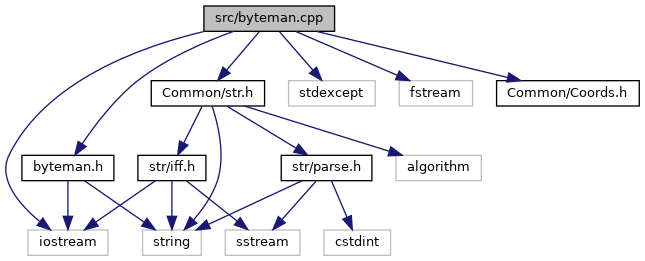 src/byteman.cpp
Common/str.h
stdexcept
fstream
Common/Coords.h
byteman.h
str/iff.h
str/parse.h
algorithm
iostream
string
sstream
cstdint